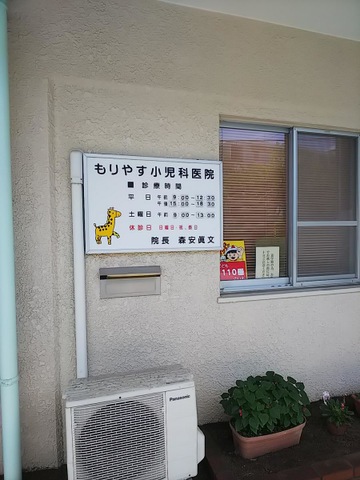 もりやす小児科医院
■ 診療時間
平 日 午前 9:00~12:30
午後 15:00~18:30
土曜日 午前 9:00~13:00
休診日 日曜日・祝、祭日
院長 森安眞文
110番
Panasonic